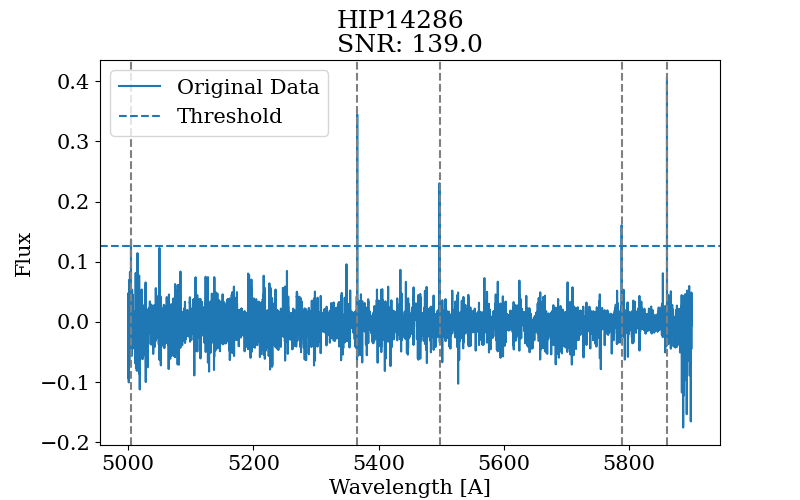 HIP14286
SNR: 139.0
Original Data
Threshold
Flux
0.4
0.3
0.2
0.1
0.0
−0.1
−0.2
5000 5200 5400 5600 5800
Wavelength [A]